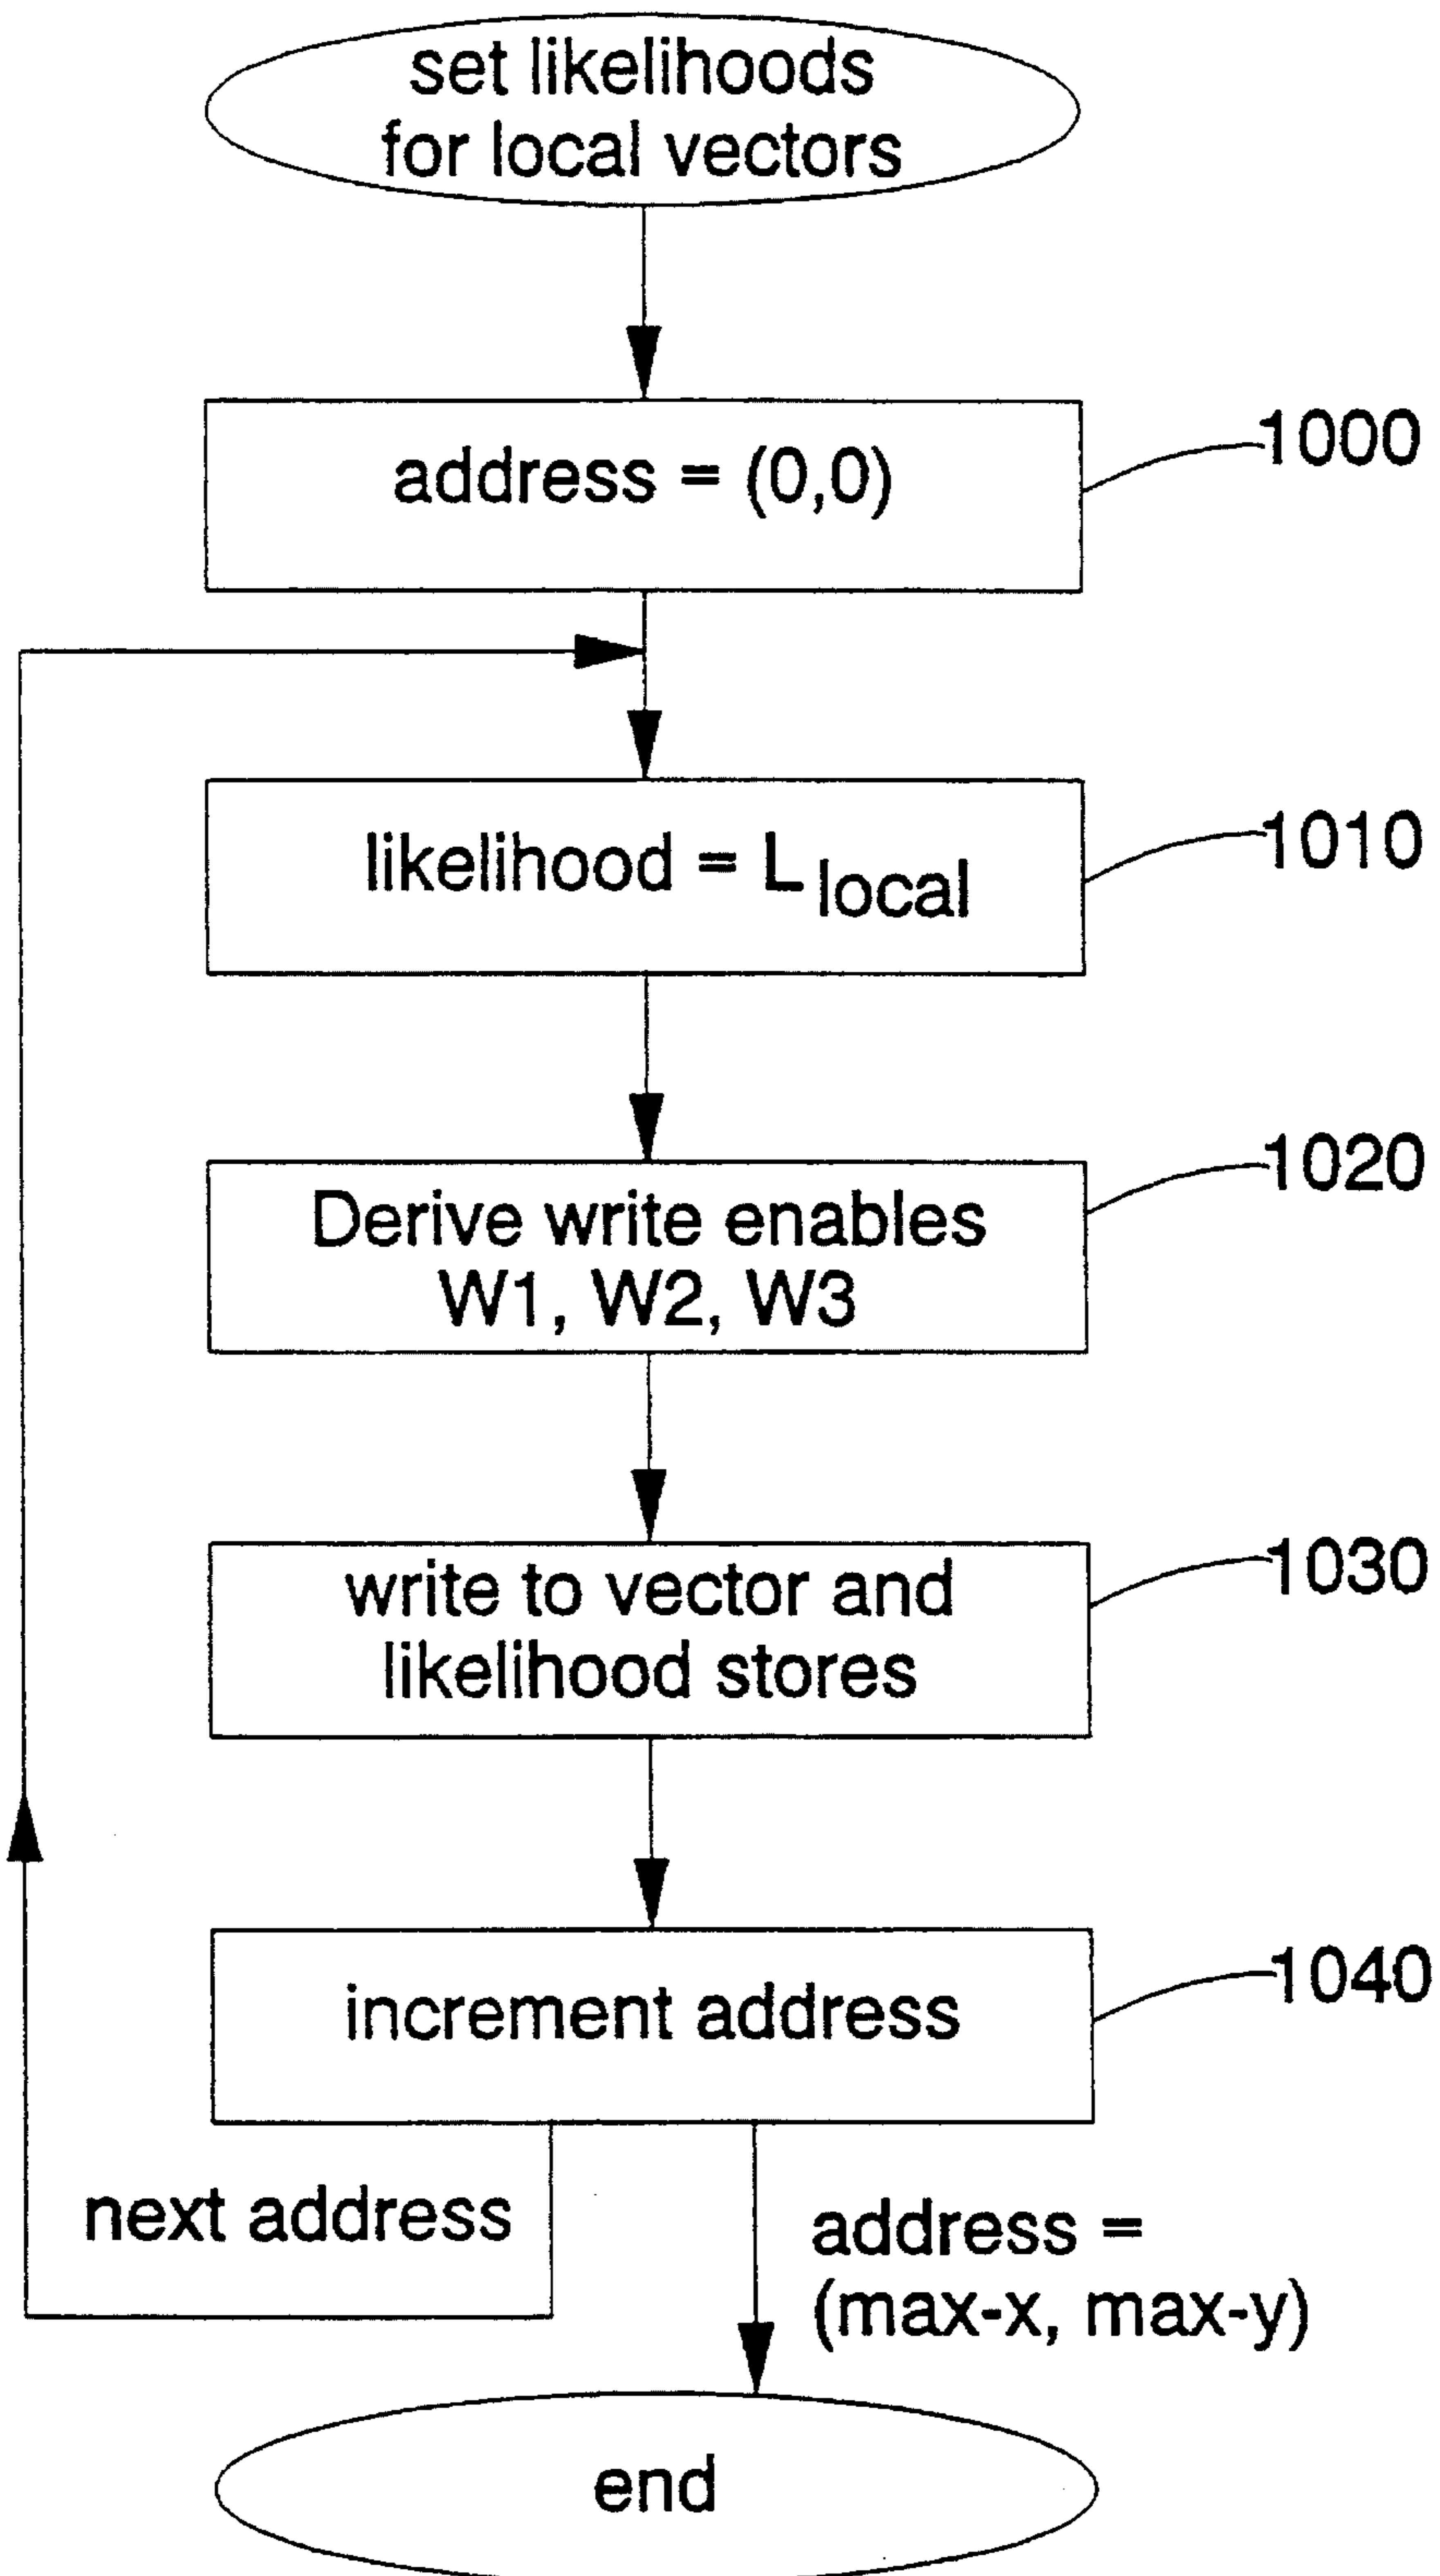 set likelihoods
for local vectors
address = (0,0)
1000
likelihood = L local
1010
Derive write enables
W1, W2, W3
1020
write to vector and
likelihood stores
1030
increment address
1040
next address
address =
(max-x, max-y)
end